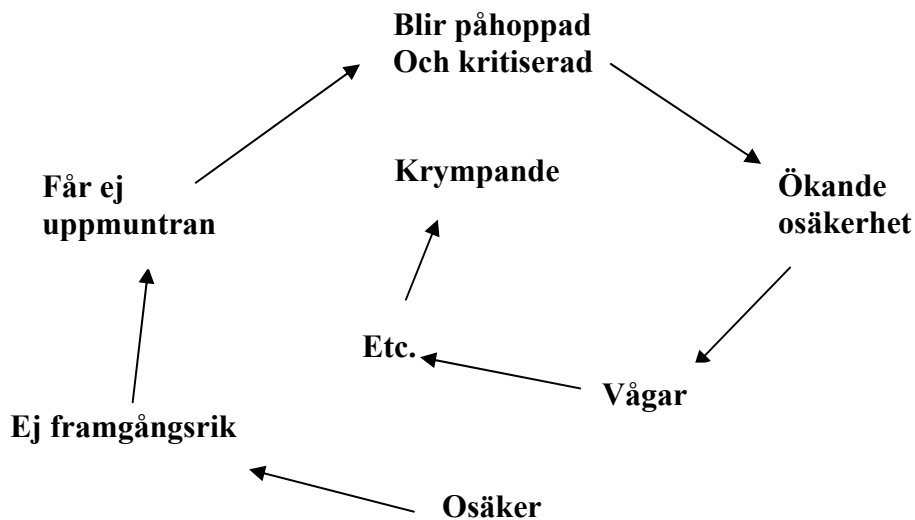 Blir påhoppad
Och kritiserad
Krympande
Får ej
uppmuntran
Ökande
osäkerhet
Etc.
Vågar
Ej framgångsrik
Osäker